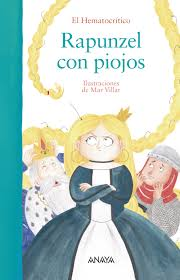 El Hematocrítico
Rapunzel
con piojos
Ilustraciones
de Mar Villar
ANAYA